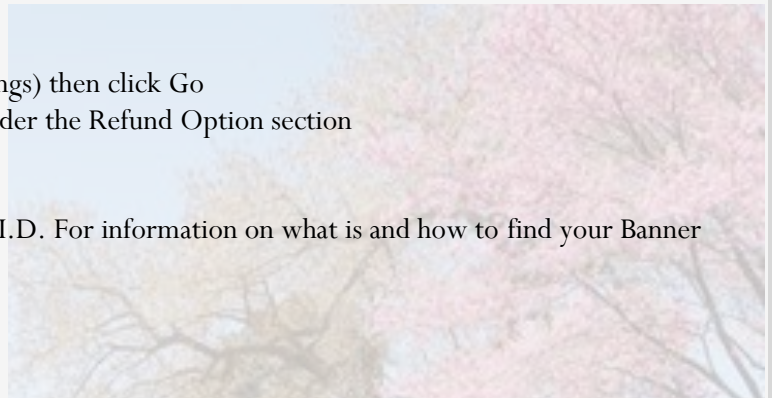 ngs) then click Go
der the Refund Option section
I.D. For information on what is and how to find your Banner